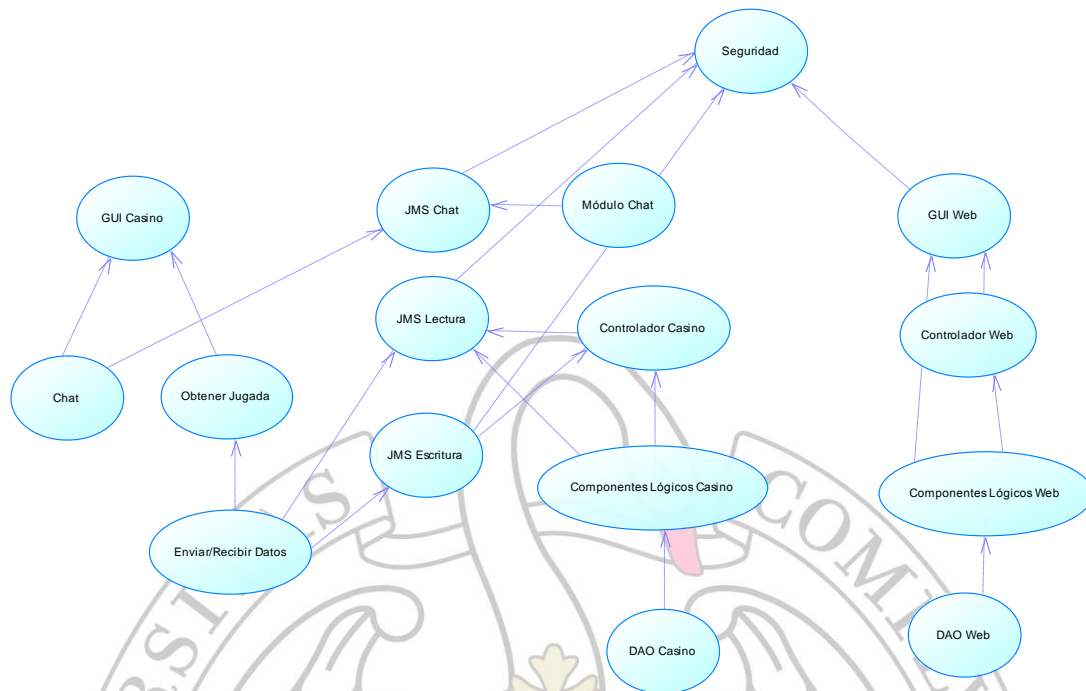 Seguridad
GUI Casino
JMS Chat
Módulo Chat
GUI Web
JMS Lectura
Controlador Casino
Controlador Web
Chat
Obtener Jugada
JMS Escritura
Componentes Lógicos Casino
Componentes Lógicos Web
Enviar/Recibir Datos
DAO Casino
DAO Web